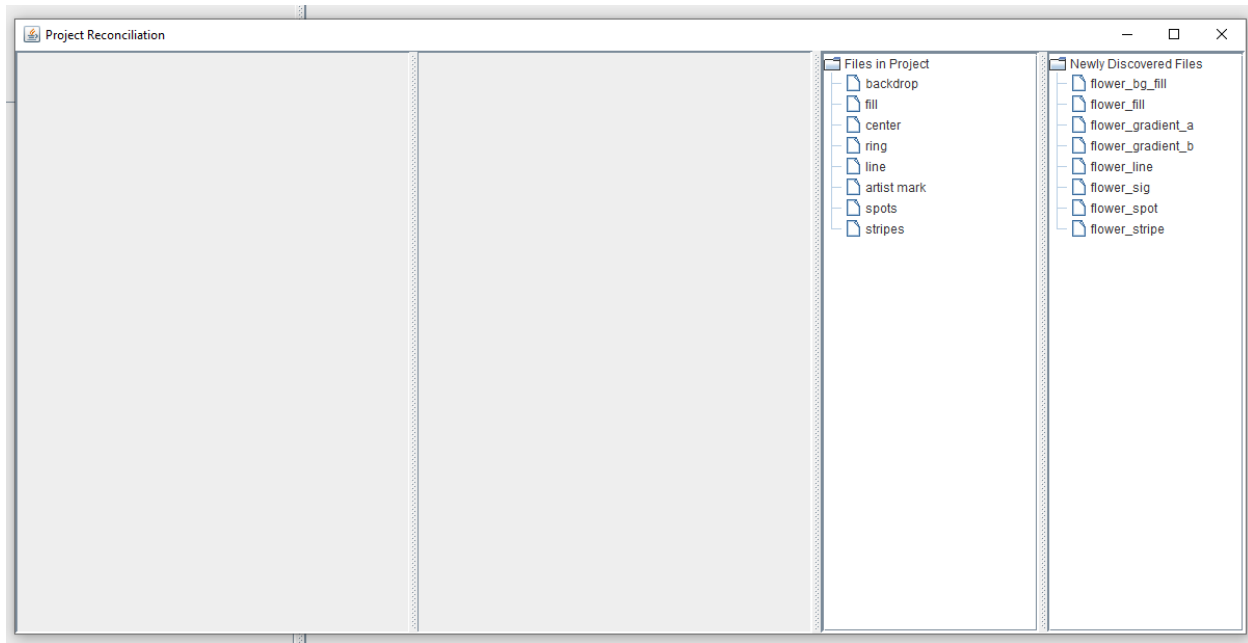 Project Reconciliation
Files in Project
backdrop
fill
center
ring
line
artist mark
spots
stripes
Newly Discovered Files
flower_bg_fill
flower_fill
flower_gradient_a
flower_gradient_b
flower_line
flower_sig
flower_spot
flower_stripe